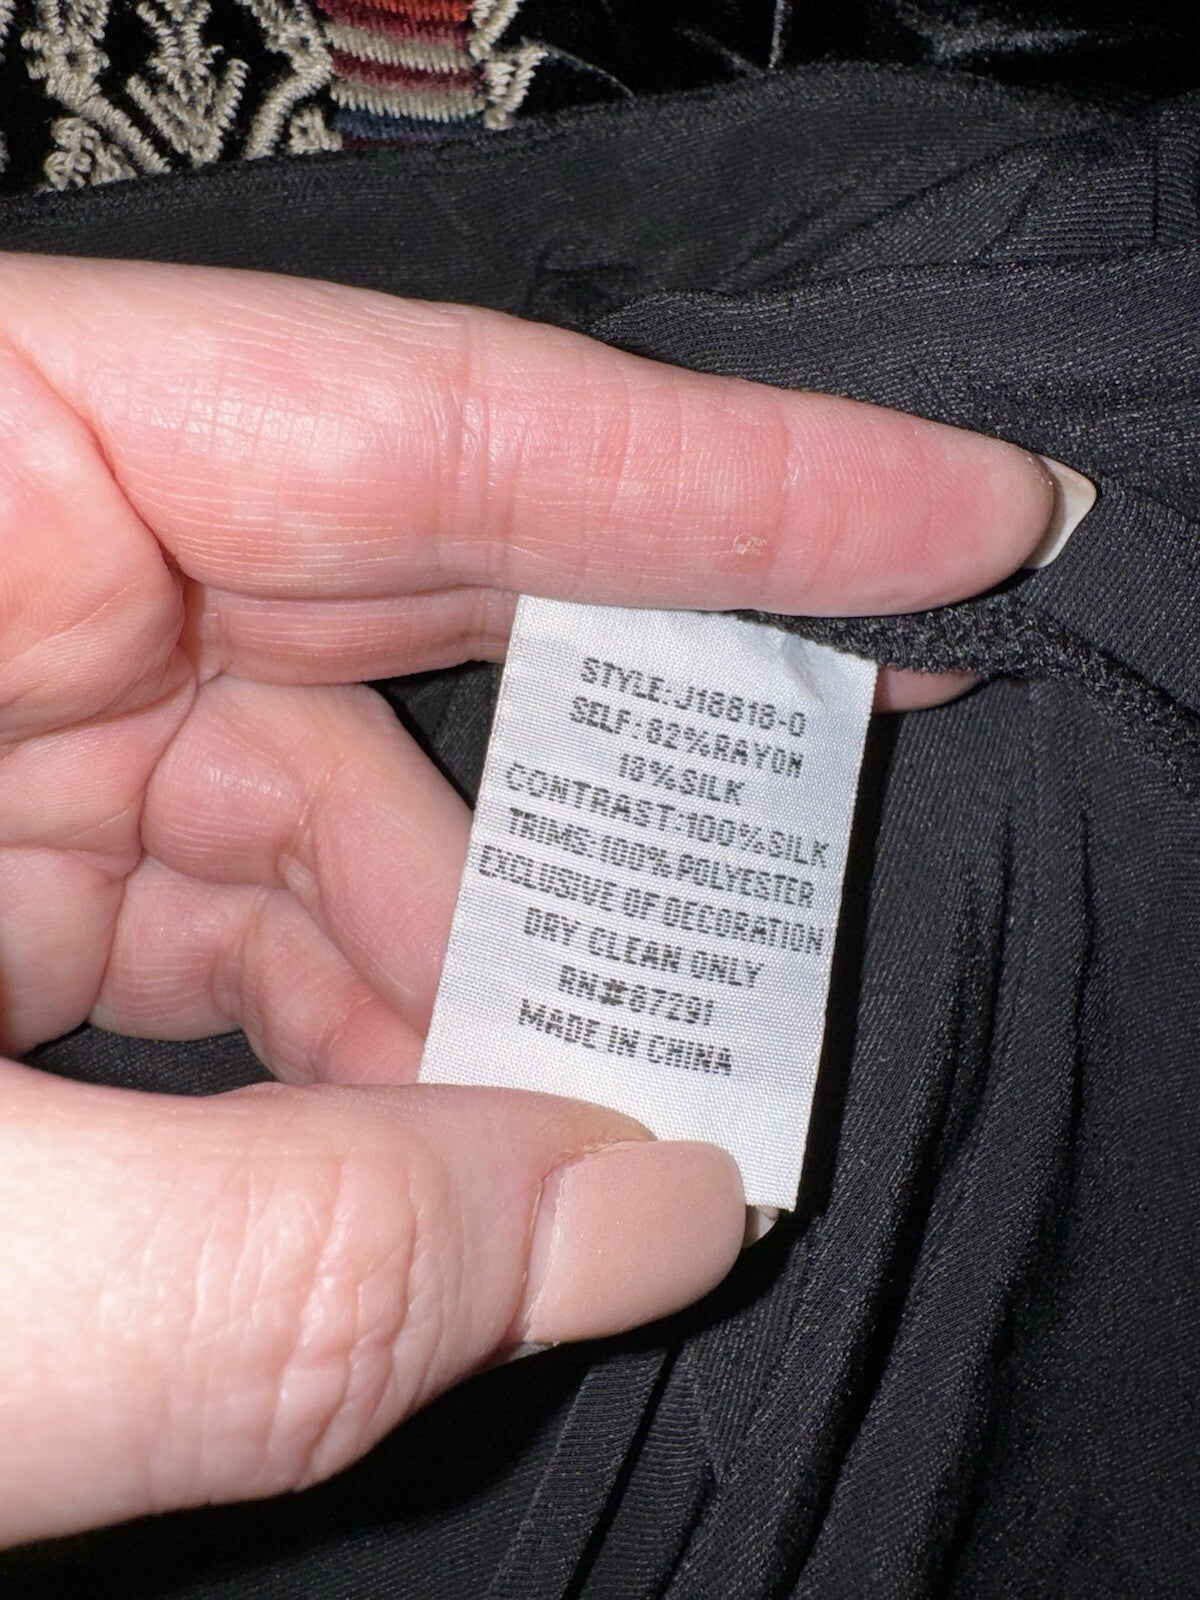 STYLE:J18818-O
SELF:82%RAYON
18%SILK
CONTRAST:100%SILK
TRIMS:100%POLYESTER
EXCLUSIVE OF DECORATION
DRY CLEAN ONLY
RN#87291
MADE IN CHINA